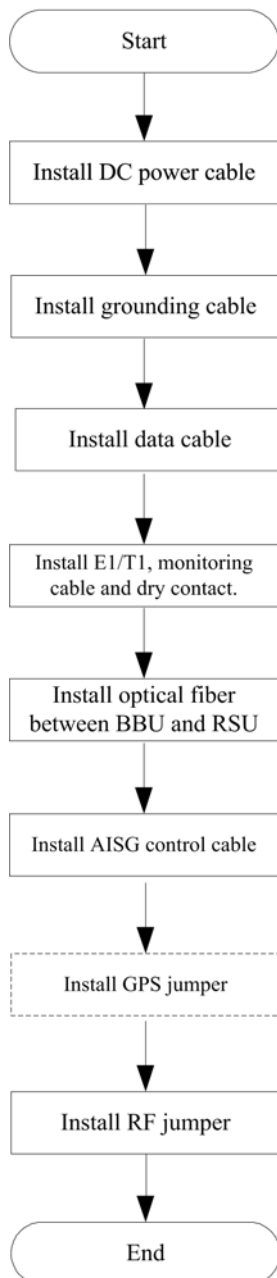 Start
Install DC power cable
Install grounding cable
Install data cable
Install E1/T1, monitoring
cable and dry contact.
Install optical fiber
between BBU and RSU
Install AISG control cable
Install GPS jumper
Install RF jumper
End